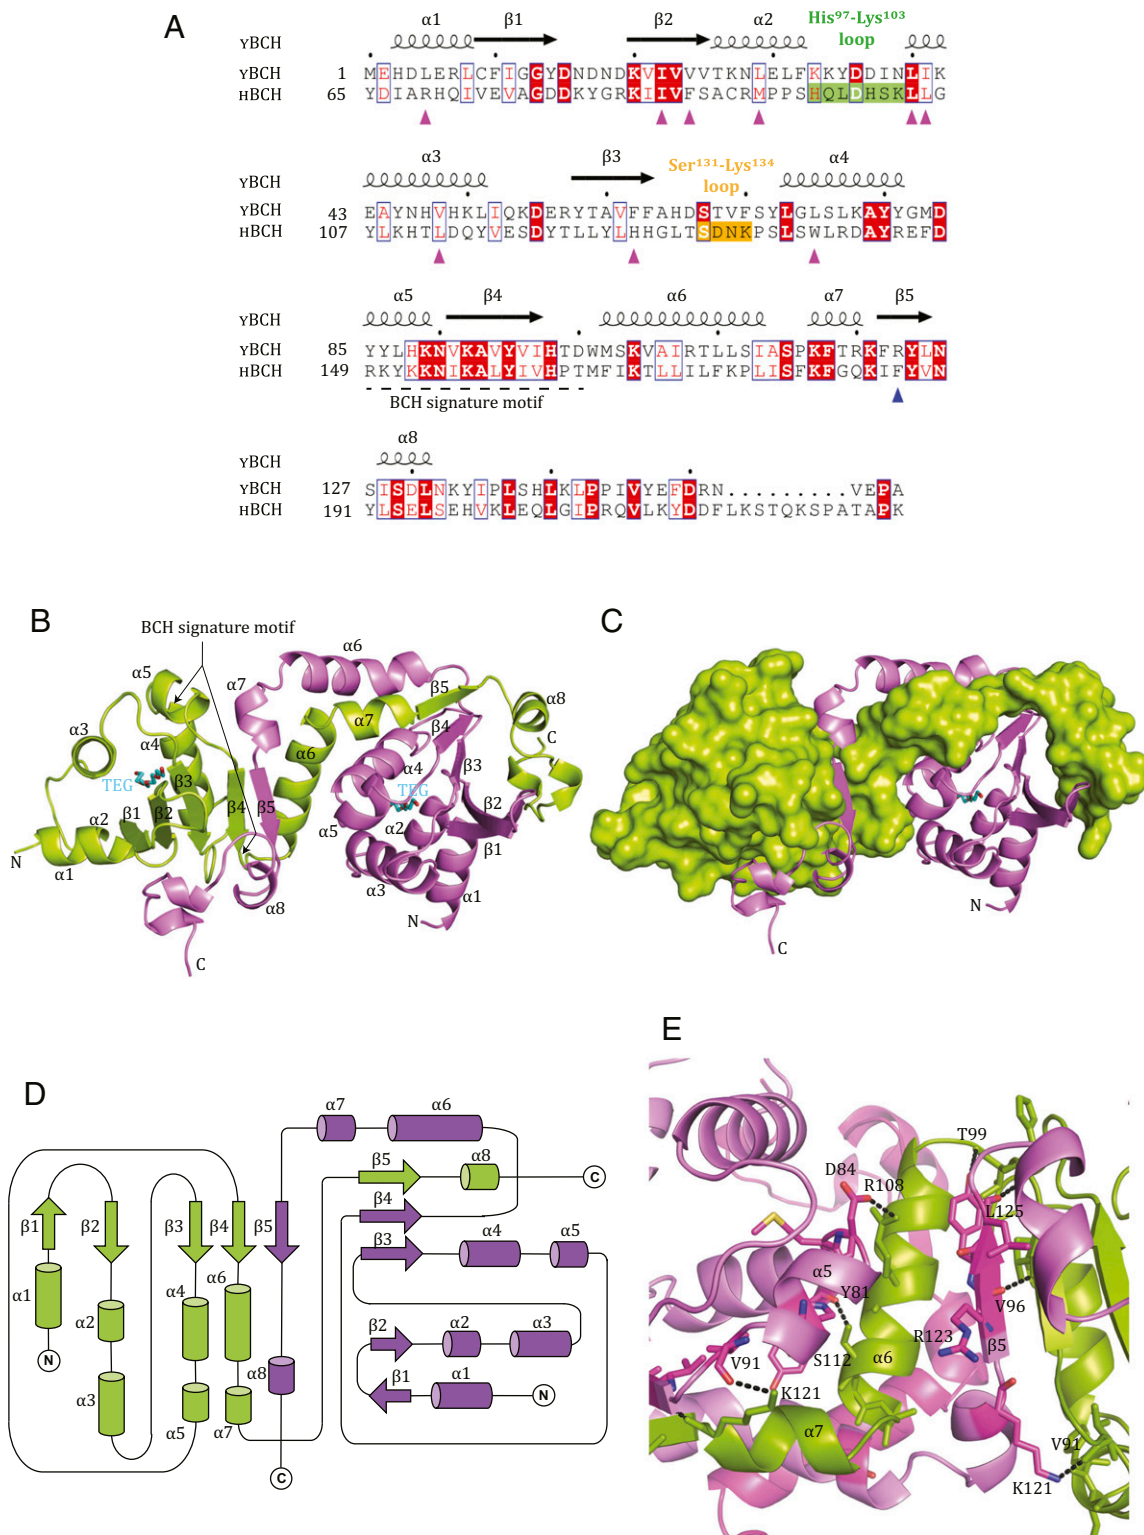 A
α1 β1 β2 α2 His⁹⁷-Lys¹⁰³ loop
YBCH
YBCH 1 MEHDLERLCFIGGYDNDNDKVIVVVTKNLELFKKYDDINLIK
HBCH 65 YDIARHQIVEVAGDDKYGRKIIVFSACRMPPSHQLDHSKLLG
α3 β3 Ser¹³¹-Lys¹³⁴ loop α4
YBCH
YBCH 43 EAYNHVHKLIQKDERYTAVFFAHDSTVFSYLGLSLKAYYGMD
HBCH 107 YLKHTLDQYVESDYTLLYLHHGLTSDNKPSLSWLRDAYREFD
α5 β4 α6 α7 β5
YBCH
YBCH 85 YYLHKNVKAVYVIHTDWMSKVAIRTLLSIASPKFTRKFRYLN
HBCH 149 RKYKKNIKALYIVHPTMFIKTLLILFKPLISFKFGQKIFYVN
BCH signature motif
α8
YBCH
YBCH 127 SISDLNKYIPLSHLKLPPIVYEFDRN.........VEPA
HBCH 191 YLSELSEHVKLEQLGIPRQVLKYDDFLKSTQKSPATAPK
B
BCH signature motif
α6
α5
α7
β5
α8
α3
α7
α4
β4
C
α6
TEG
β3
α4
β3
TEG
β1
β2
β4
β5
β2
α2
α5
α2
β1
N
α1
α3
α1
α8
N
C
C
N
C
D
α7 α6
β5 α8
C
β4
β1 β2 β3 β4 β5
β3 α4 α5
α6
α1
α4
α2
β2 α2 α3
N
α8
β1 α1
N
α3
α5 α7
C
E
T99
D84
R108
L125
α5
Y81
V96
R123
β5
V91
S112
α6
K121
α7
V91
K121